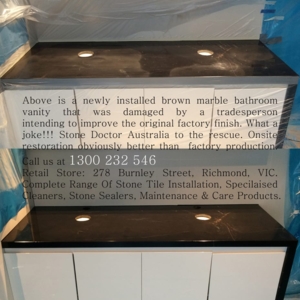 Above is a newly installed brown marble bathroom
vanity that was damaged by a tradesperson
intending to improve the original factory finish. What a
joke!!! Stone Doctor Australia to the rescue. Onsite
restoration obviously better than factory production.
Call us at 1300 232 546
Retail Store: 278 Burnley Street, Richmond, VIC.
Complete Range Of Stone Tile Installation, Specilaised
Cleaners, Stone Sealers, Maintenance & Care Products.